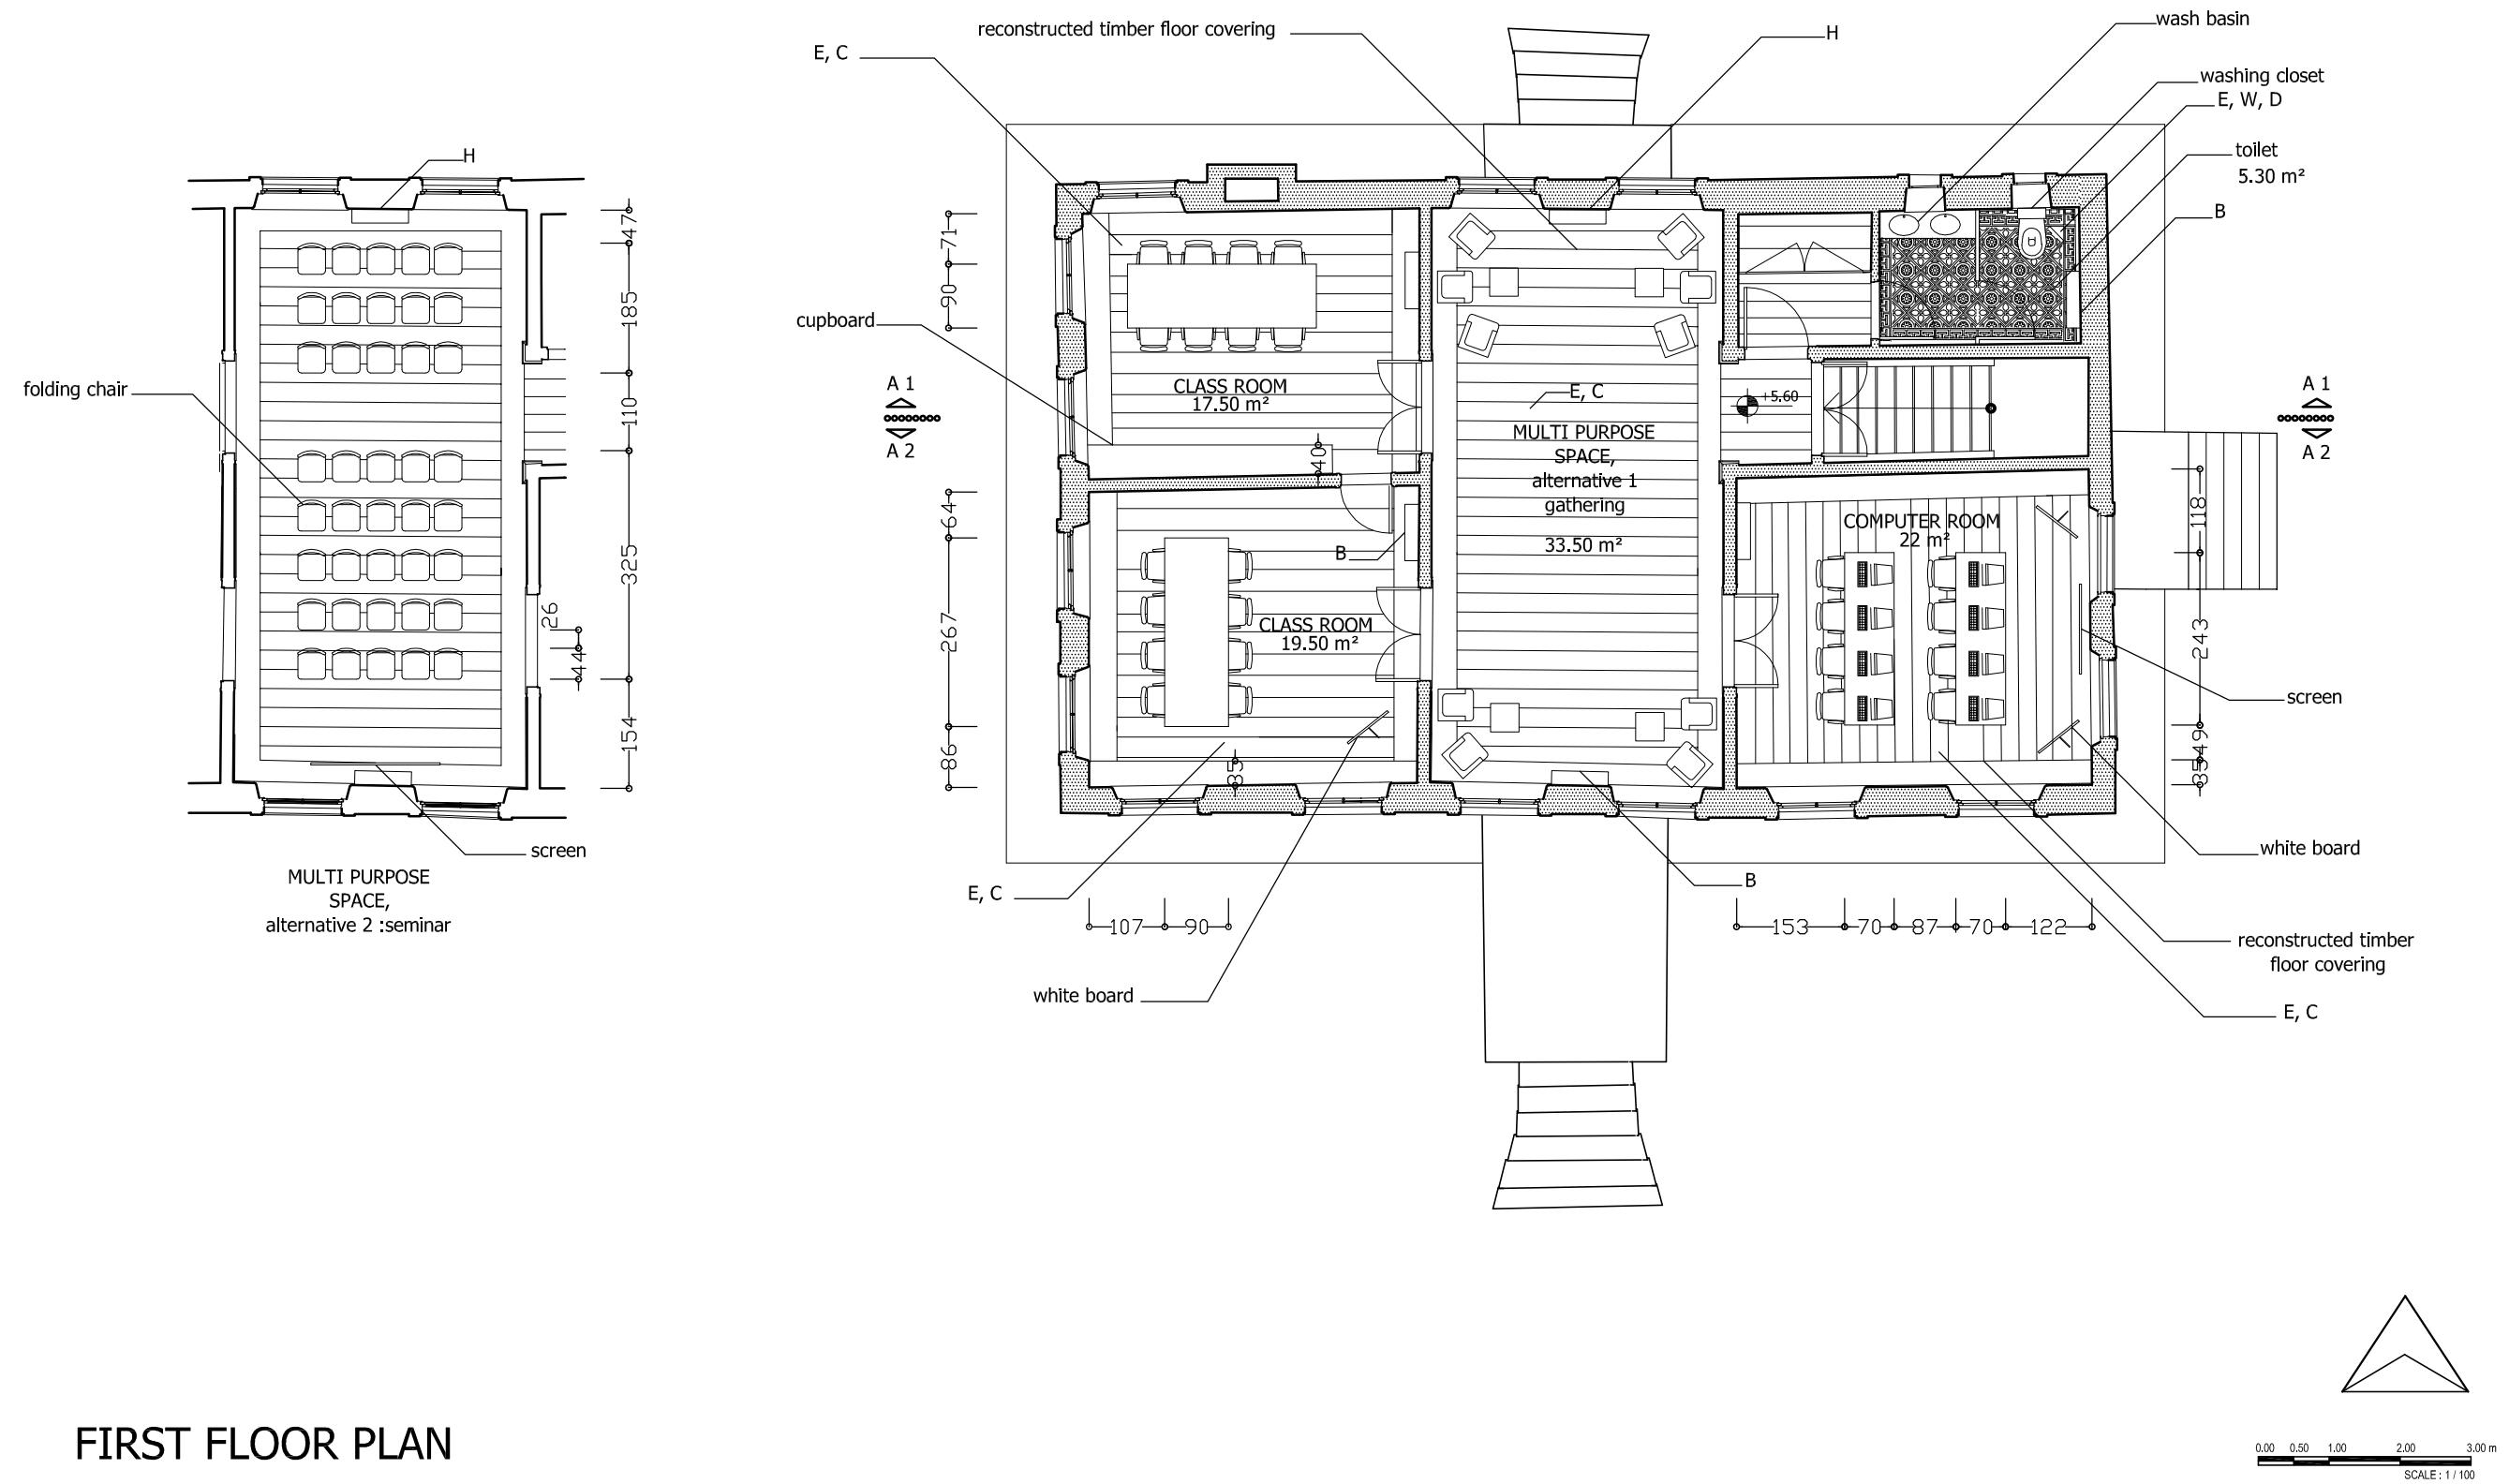 H
47
185
110
325
26
44
154
folding chair
screen
MULTI PURPOSE
SPACE,
alternative 2 :seminar
reconstructed timber floor covering
H
E, C
wash basin
washing closet
E, W, D
toilet
5.30 m²
B
71
90
cupboard
A 1
A 2
CLASS ROOM
17.50 m²
40
E, C
+5.60
A 1
A 2
MULTI PURPOSE
SPACE,
alternative 1
gathering
33.50 m²
64
267
86
B
CLASS ROOM
19.50 m²
35
COMPUTER ROOM
22 m²
118
243
49
35
screen
white board
E, C
B
107
90
153
70
87
70
122
reconstructed timber
floor covering
white board
E, C
FIRST FLOOR PLAN
0.00 0.50 1.00 2.00 3.00 m
SCALE : 1 / 100